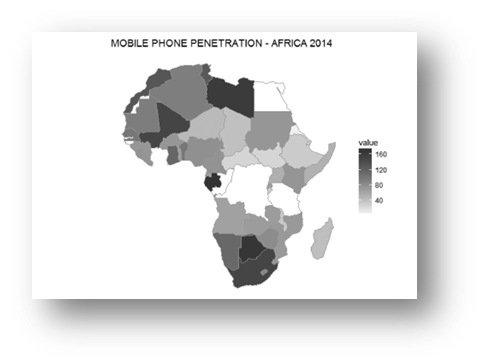 MOBILE PHONE PENETRATION - AFRICA 2014
value
160
120
80
40